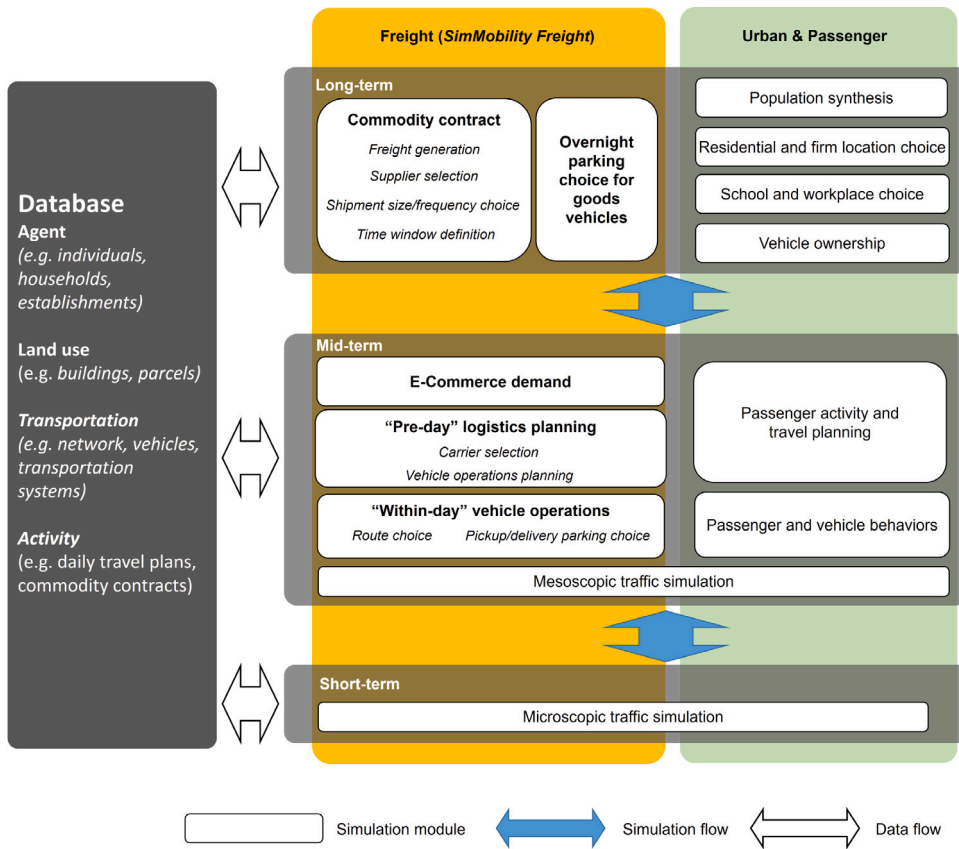 Freight (SimMobility Freight)
Urban & Passenger
Database
Agent
(e.g. individuals,
households,
establishments)
Land use
(e.g. buildings, parcels)
Transportation
(e.g. network, vehicles,
transportation
systems)
Activity
(e.g. daily travel plans,
commodity contracts)
Long-term
Commodity contract
Freight generation
Supplier selection
Shipment size/frequency choice
Time window definition
Overnight
parking
choice for
goods
vehicles
Population synthesis
Residential and firm location choice
School and workplace choice
Vehicle ownership
Mid-term
E-Commerce demand
“Pre-day” logistics planning
Carrier selection
Vehicle operations planning
“Within-day” vehicle operations
Route choice Pickup/delivery parking choice
Passenger activity and
travel planning
Passenger and vehicle behaviors
Mesoscopic traffic simulation
Short-term
Microscopic traffic simulation
Simulation module
Simulation flow
Data flow